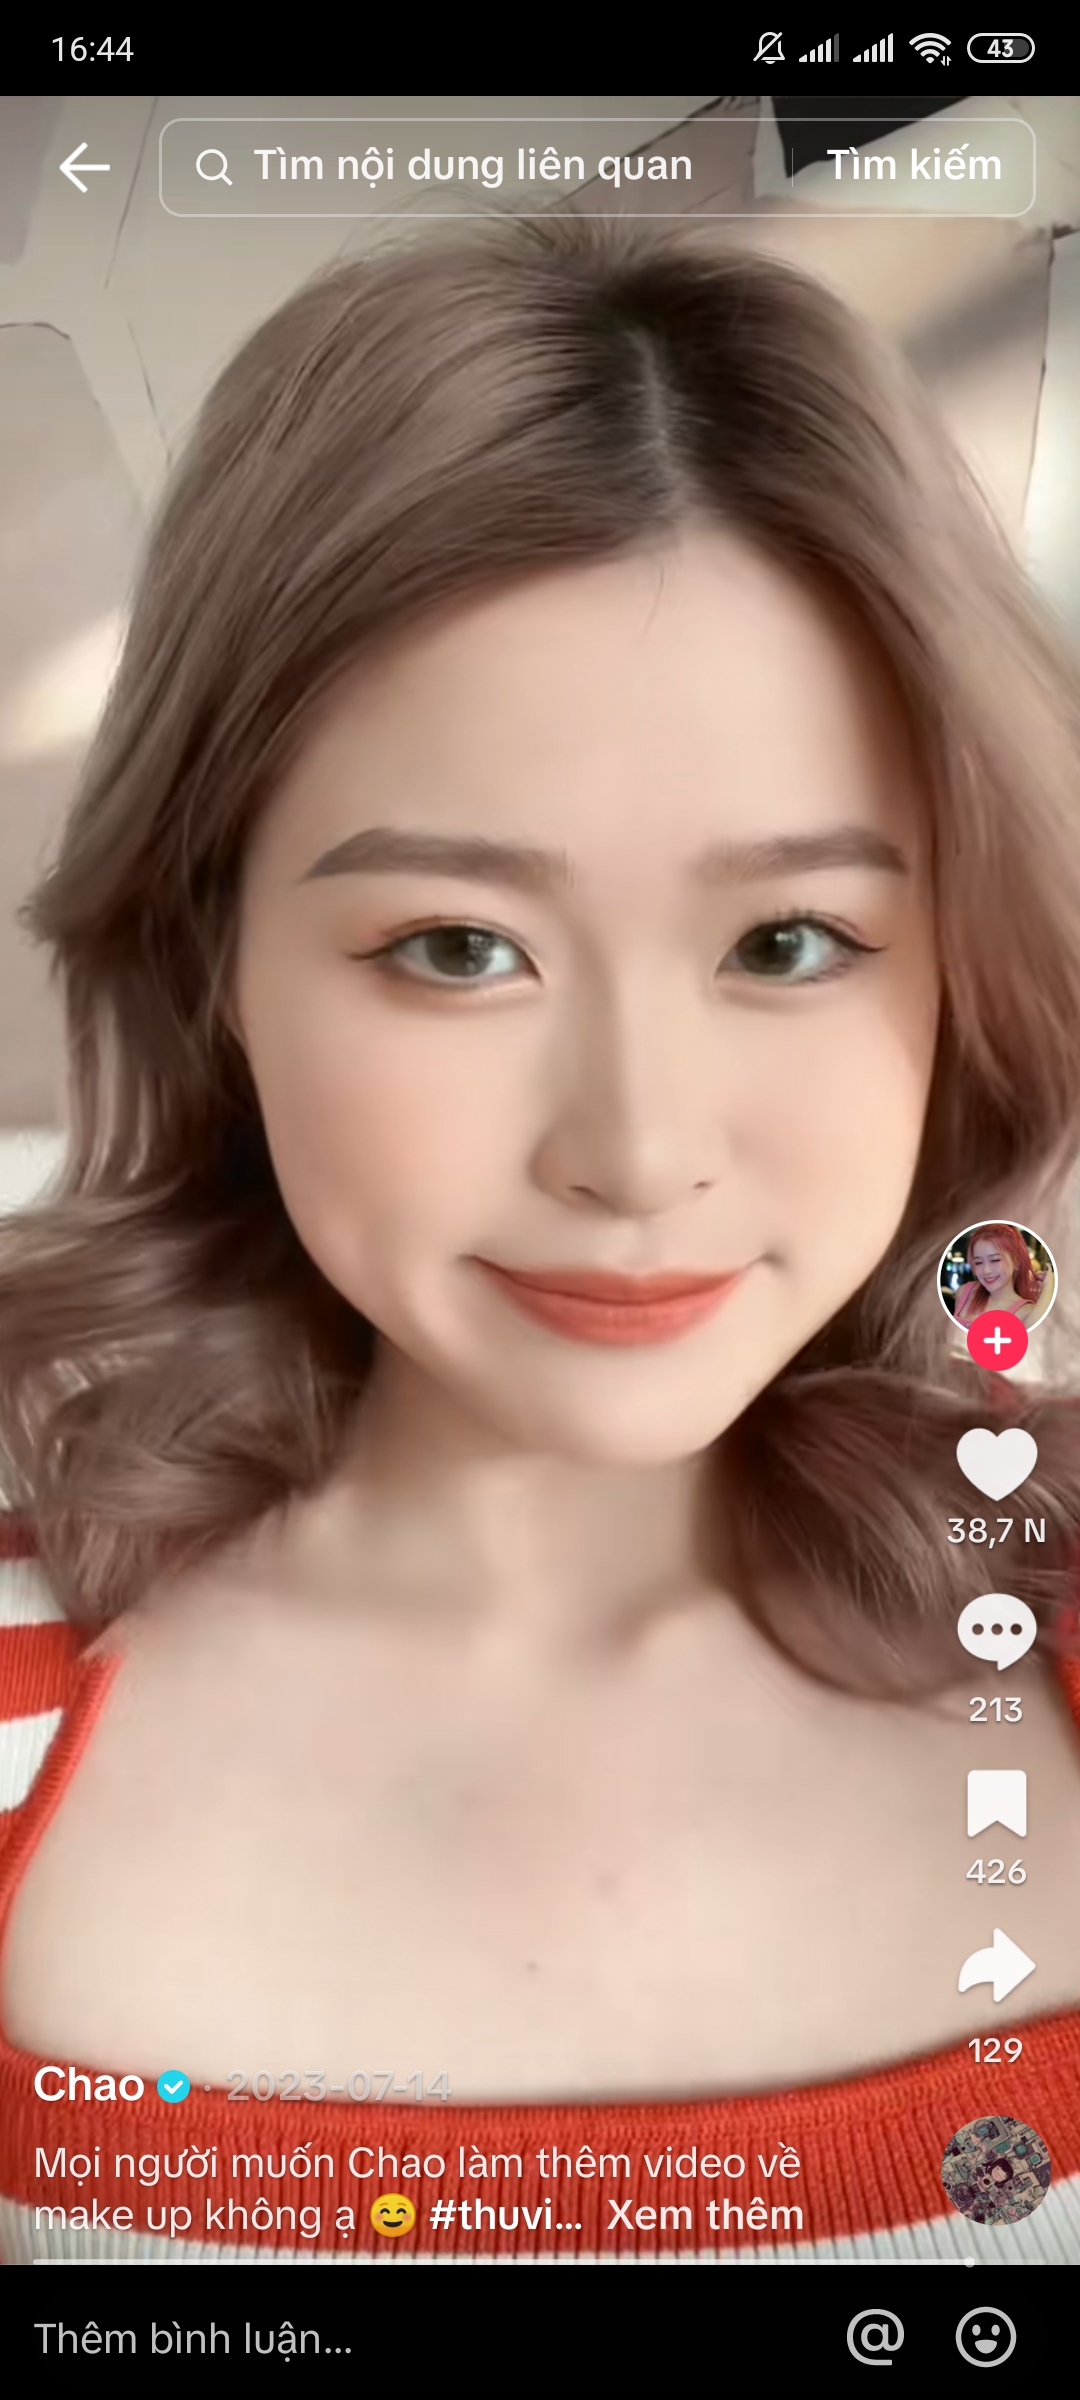 16:44
43
Tìm nội dung liên quan
Tìm kiếm
38,7 N
213
426
129
Chao · 2023-07-14
Mọi người muốn Chao làm thêm video về
make up không ạ 😊 #thuvi... Xem thêm
Thêm bình luận...